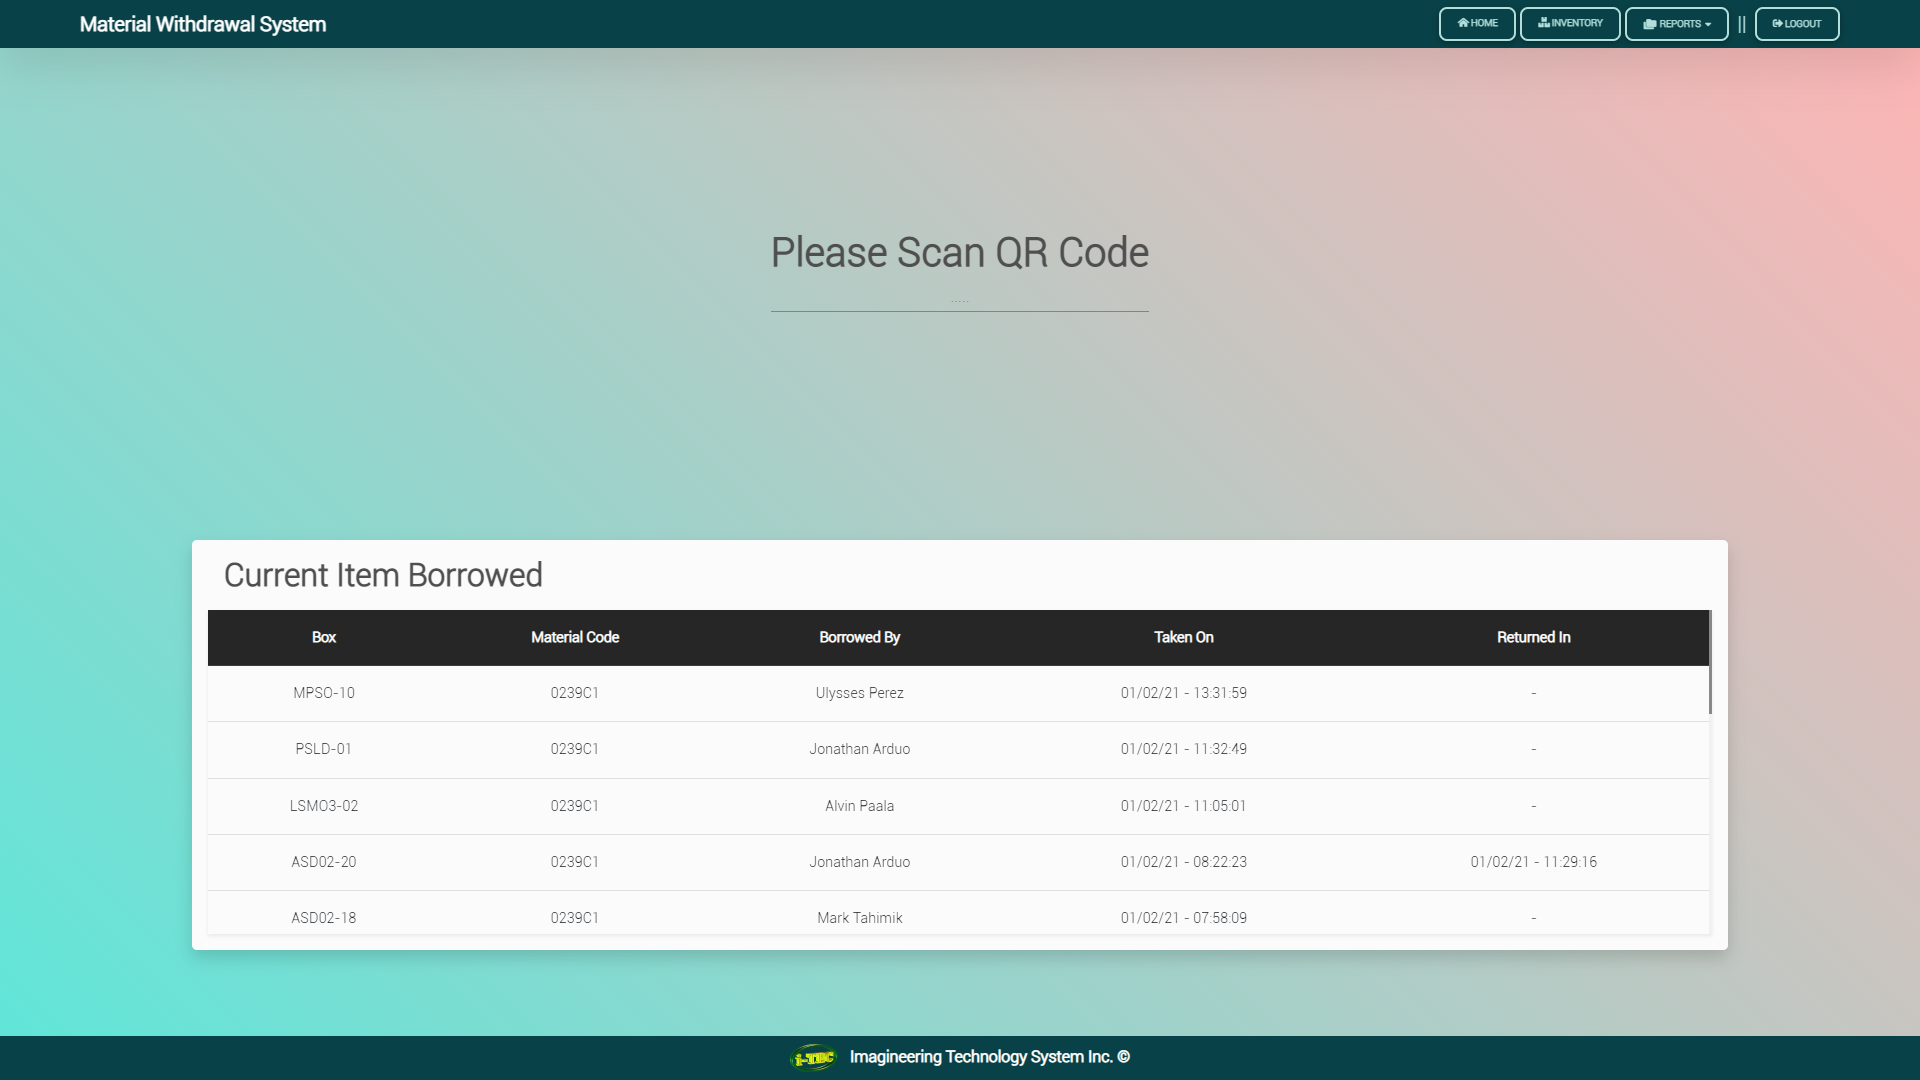 Material Withdrawal System
HOME
INVENTORY
REPORTS
||
LOGOUT
Please Scan QR Code
.....
Current Item Borrowed
Box Material Code Borrowed By Taken On Returned In
MPSO-10 0239C1 Ulysses Perez 01/02/21 - 13:31:59 -
PSLD-01 0239C1 Jonathan Arduo 01/02/21 - 11:32:49 -
LSMO3-02 0239C1 Alvin Paala 01/02/21 - 11:05:01 -
ASD02-20 0239C1 Jonathan Arduo 01/02/21 - 08:22:23 01/02/21 - 11:29:16
ASD02-18 0239C1 Mark Tahimik 01/02/21 - 07:58:09 -
Imagineering Technology System Inc. ©